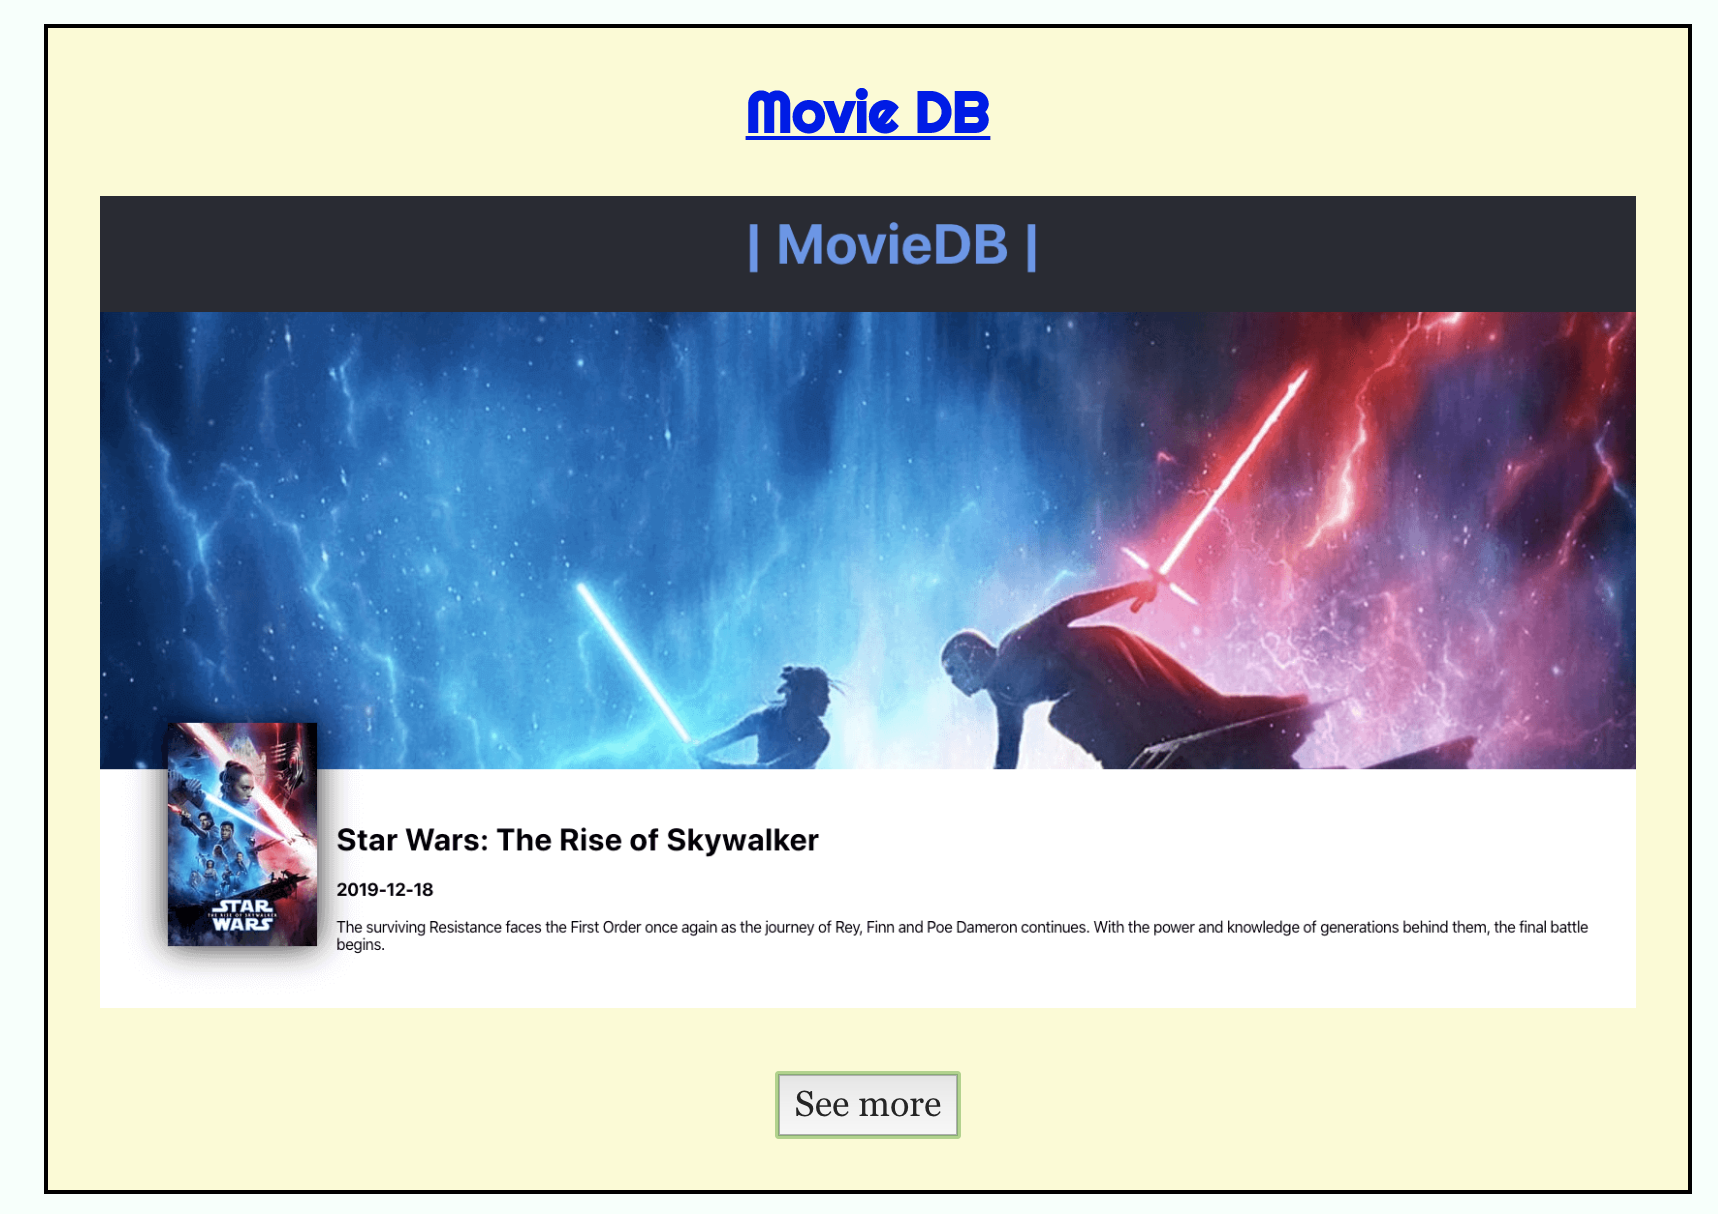 Movie DB
| MovieDB |
Star Wars: The Rise of Skywalker
2019-12-18
The surviving Resistance faces the First Order once again as the journey of Rey, Finn and Poe Dameron continues. With the power and knowledge of generations behind them, the final battle
begins.
STAR
THE RISE OF SKYWALKER
WARS
See more